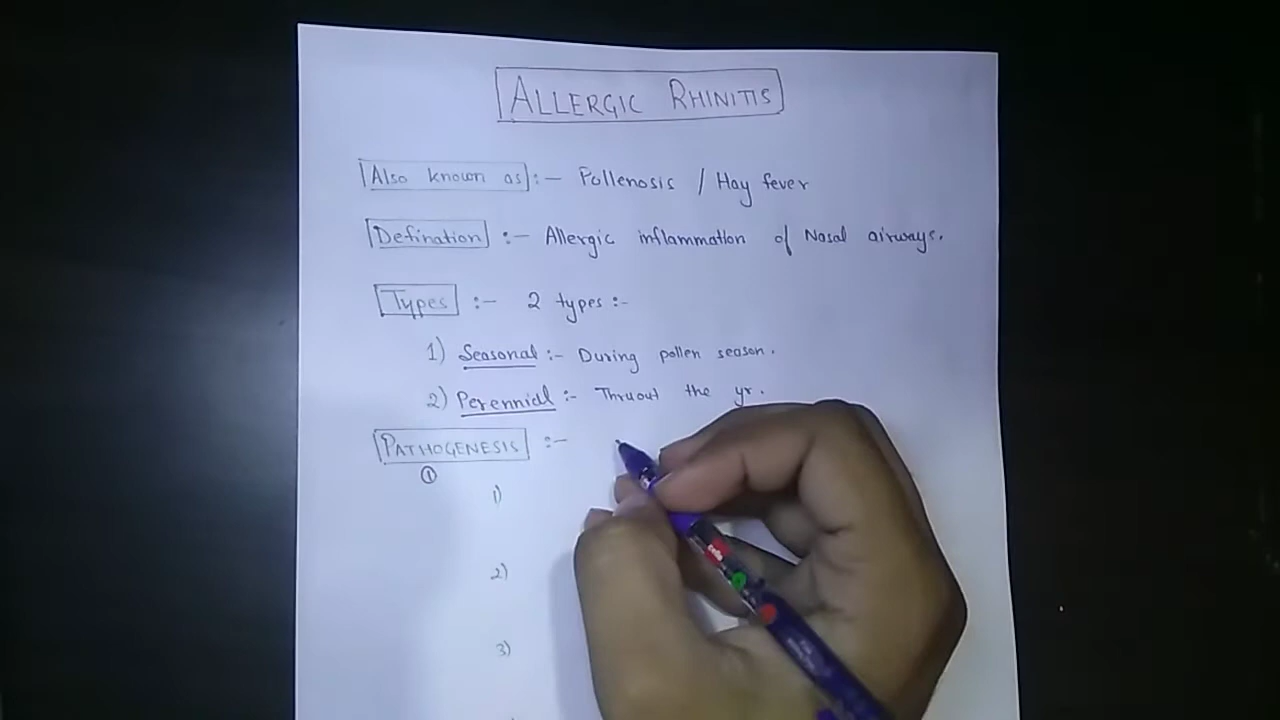 ALLERGIC RHINITIS
Also known as :- Pollenosis / Hay fever
Defination :- Allergic inflammation of Nasal airways.
Types :- 2 types :-
1) Seasonal :- During pollen season.
2) Perennial :- Thruout the yr.
PATHOGENESIS :-
①
1)
2)
3)